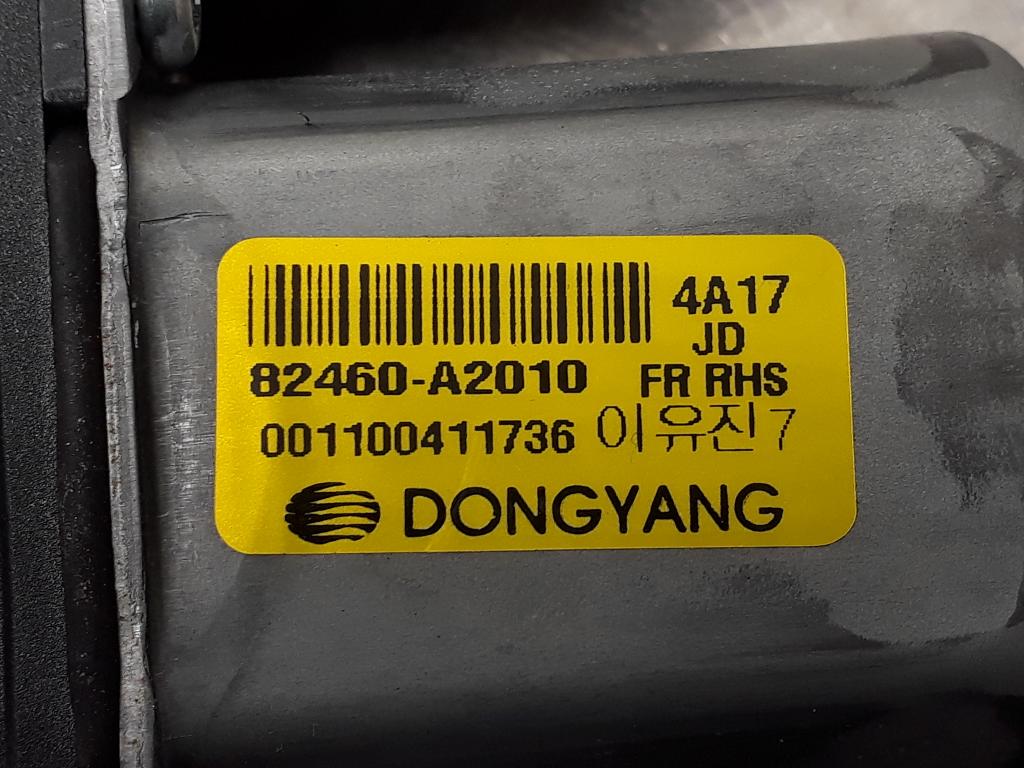 4A17
JD
82460-A2010 FR RHS
001100411736 이유진7
DONGYANG